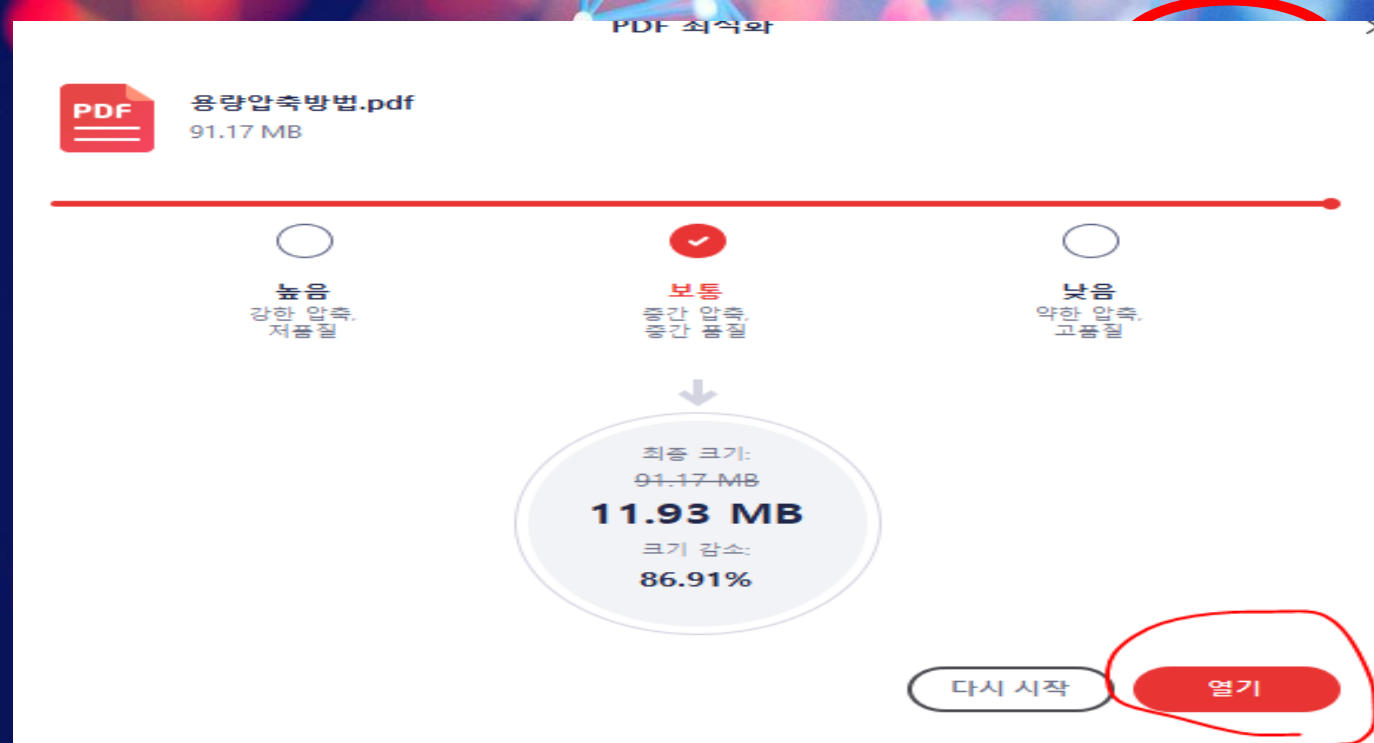 PDF 최적화
PDF
용량압축방법.pdf
91.17 MB
높음
강한 압축,
저품질
보통
중간 압축,
중간 품질
낮음
약한 압축,
고품질
최종 크기:
91.17 MB
11.93 MB
크기 감소:
86.91%
다시 시작
열기